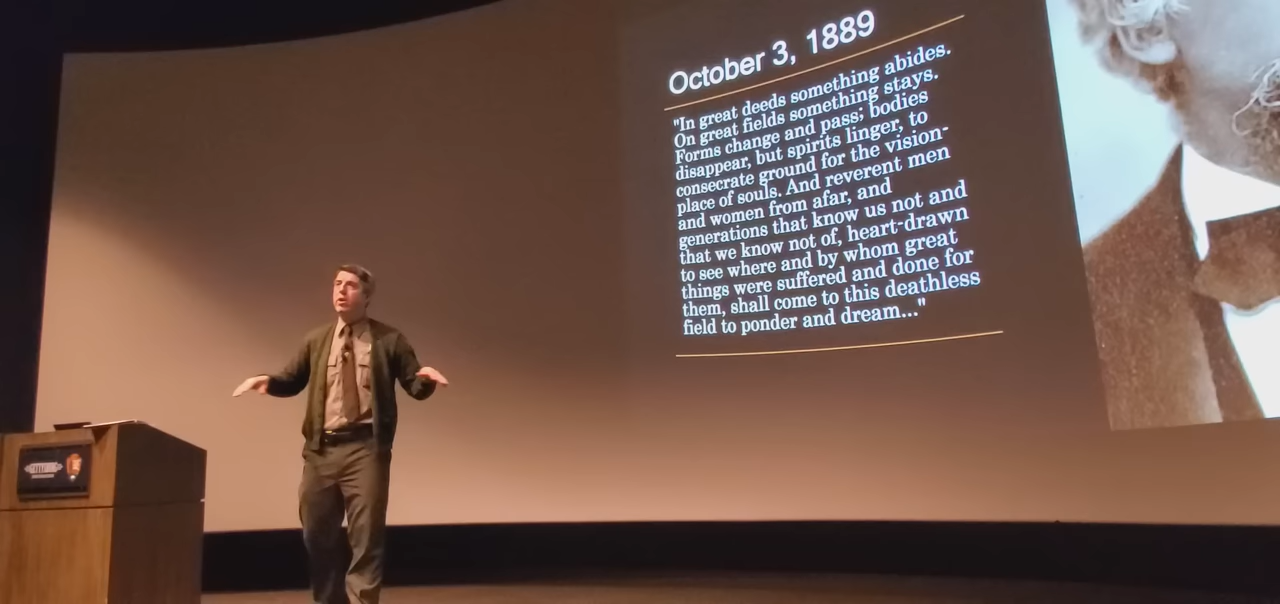 October 3, 1889
"In great deeds something abides.
On great fields something stays.
Forms change and pass; bodies
disappear, but spirits linger, to
consecrate ground for the vision-
place of souls. And reverent men
and women from afar, and
generations that know us not and
that we know not of, heart-drawn
to see where and by whom great
things were suffered and done for
them, shall come to this deathless
field to ponder and dream..."